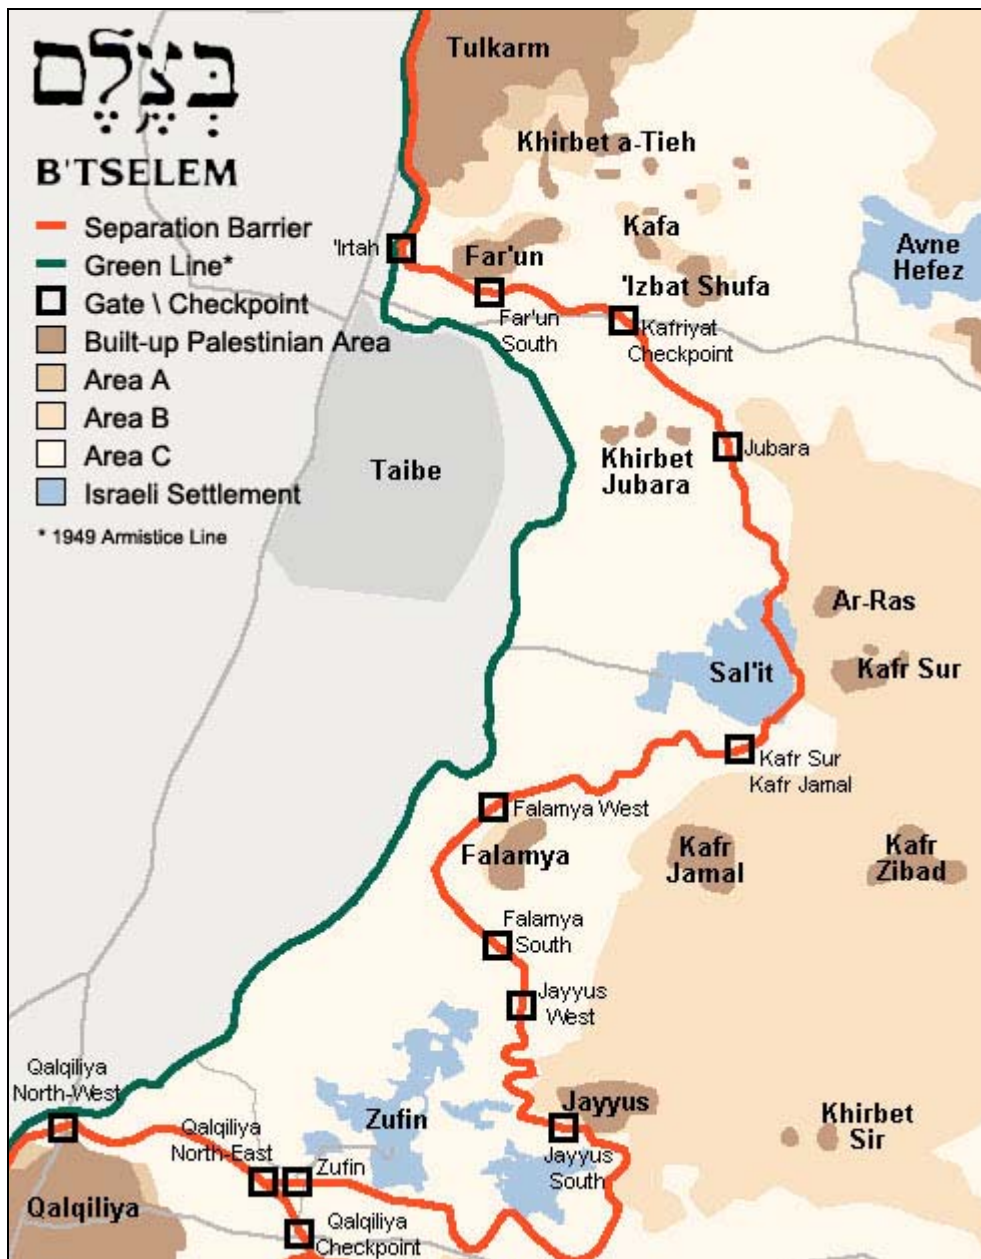 בְּצֶלֶם
B'TSELEM
Separation Barrier
Green Line*
Gate \ Checkpoint
Built-up Palestinian Area
Area A
Area B
Area C
Israeli Settlement
* 1949 Armistice Line
Tulkarm
Khirbet a-Tieh
Kafa
Avne
Hefez
'Irtah
Far'un
'Izbat Shufa
Far'un
South
Kafriyat
Checkpoint
Taibe
Khirbet
Jubara
Jubara
Ar-Ras
Sal'it
Kafr Sur
Kafr Sur
Kafr Jamal
Falamya West
Falamya
Kafr
Jamal
Kafr
Zibad
Falamya
South
Jayyus
West
Qalqiliya
North-West
Zufin
Jayyus
Khirbet
Sir
Qalqiliya
North-East
Zufin
Jayyus
South
Qalqiliya
Qalqiliya
Checkpoint